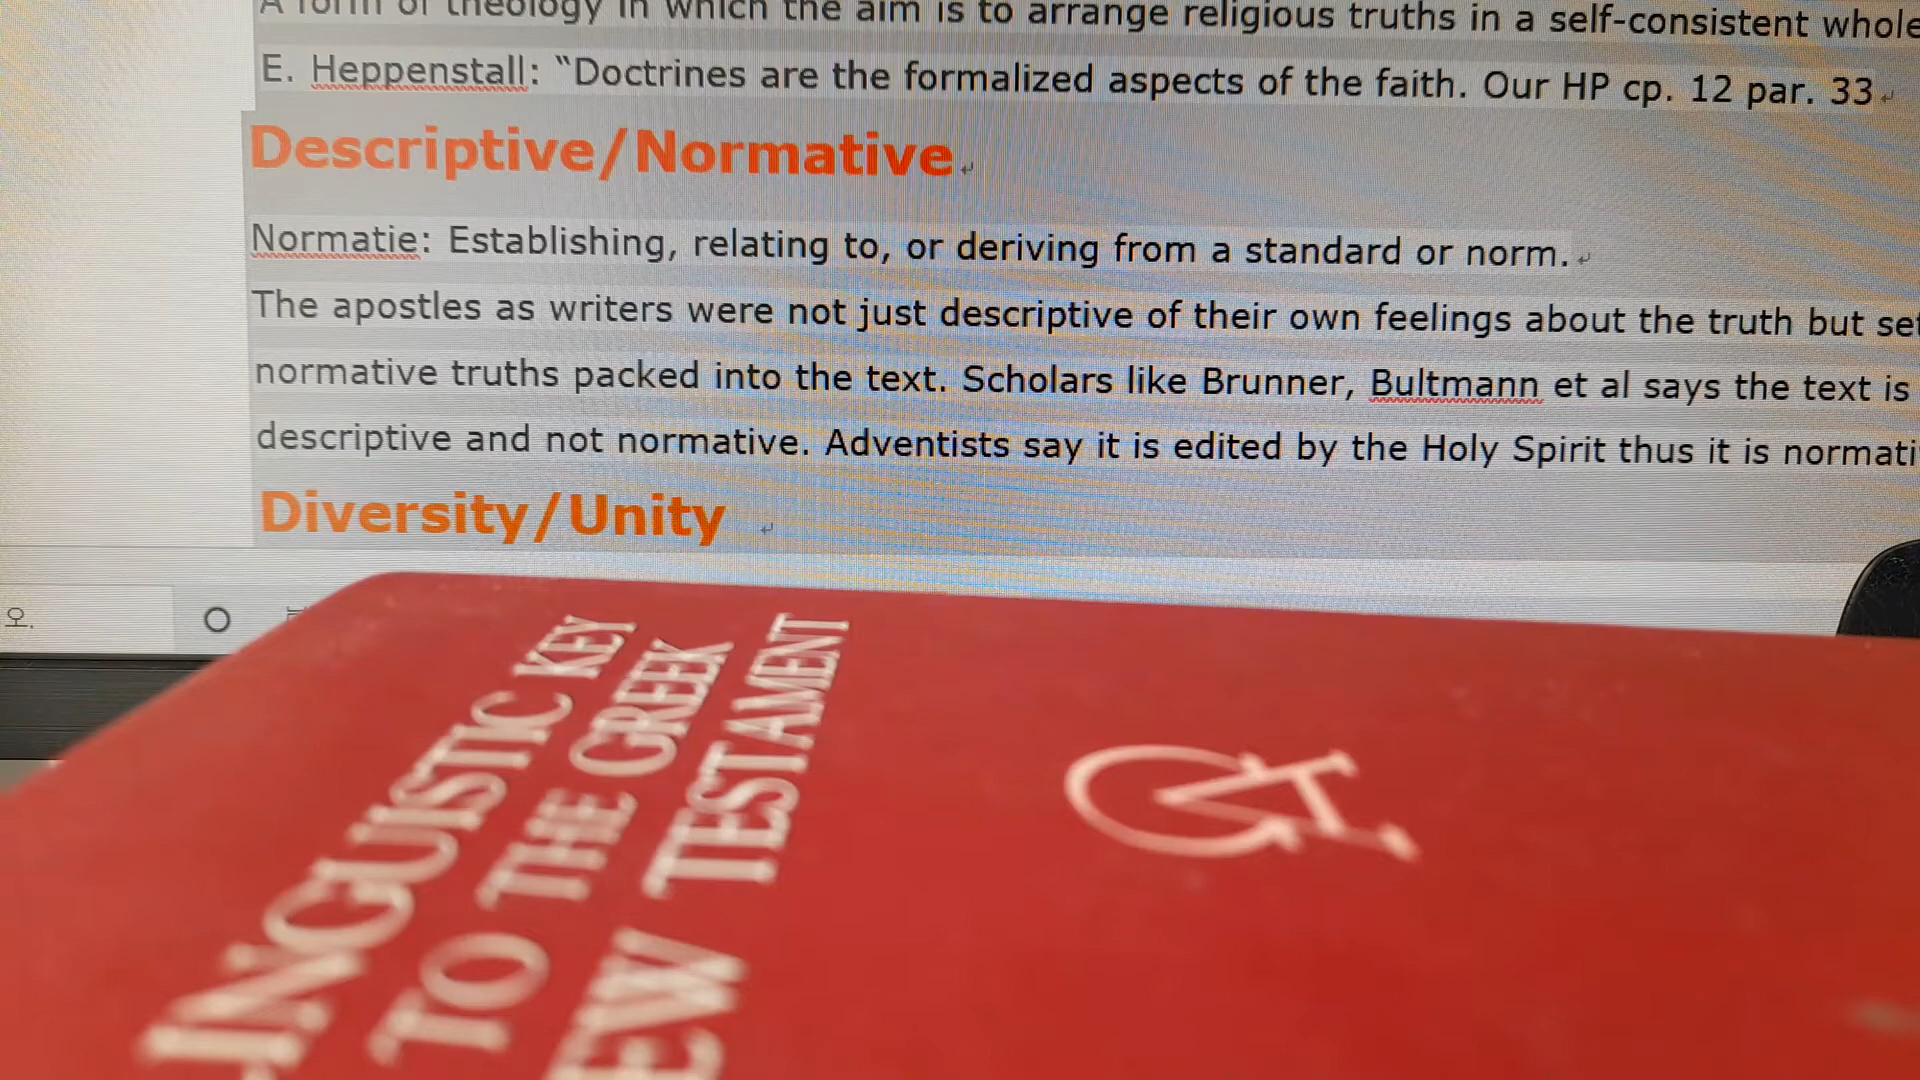 A form of theology in which the aim is to arrange religious truths in a self-consistent whole
E. Heppenstall: “Doctrines are the formalized aspects of the faith. Our HP cp. 12 par. 33
Descriptive/Normative
Normatie: Establishing, relating to, or deriving from a standard or norm.
The apostles as writers were not just descriptive of their own feelings about the truth but set
normative truths packed into the text. Scholars like Brunner, Bultmann et al says the text is
descriptive and not normative. Adventists say it is edited by the Holy Spirit thus it is normati
Diversity/Unity
오.
INGUISTIC KEY
TO THE GREEK
EW TESTAMENT